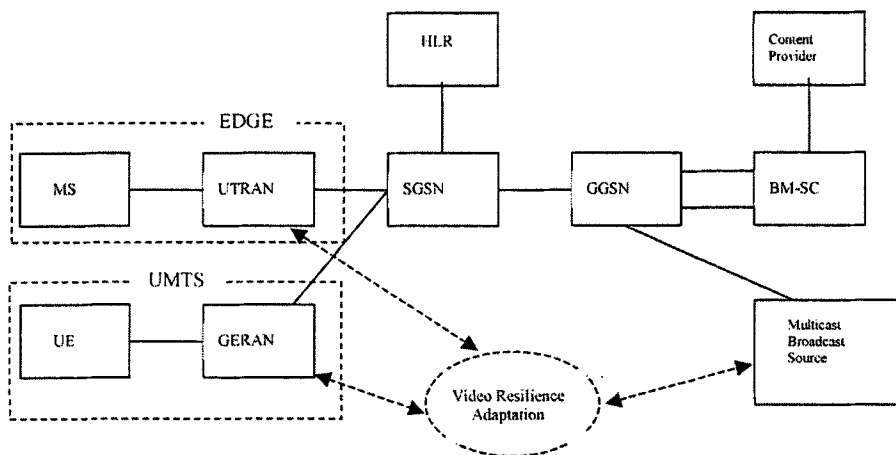 HLR
Content
Provider
EDGE
MS
UTRAN
SGSN
GGSN
BM-SC
UMTS
UE
GERAN
Video Resilience
Adaptation
Multicast
Broadcast
Source